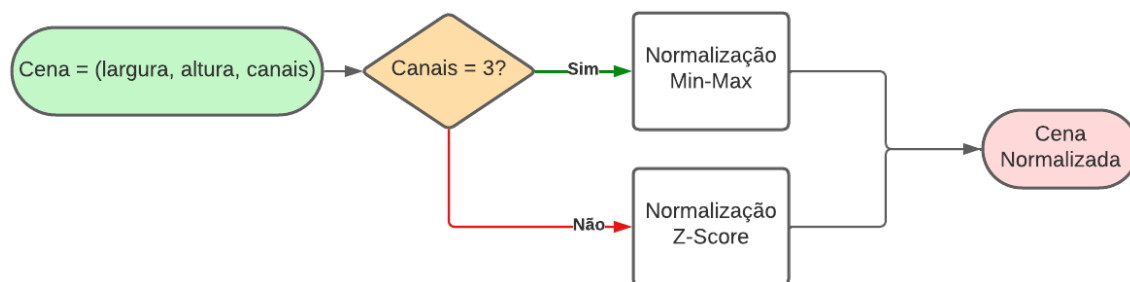 Cena = (largura, altura, canais)
Canais = 3?
Sim
Normalização
Min-Max
Não
Normalização
Z-Score
Cena
Normalizada